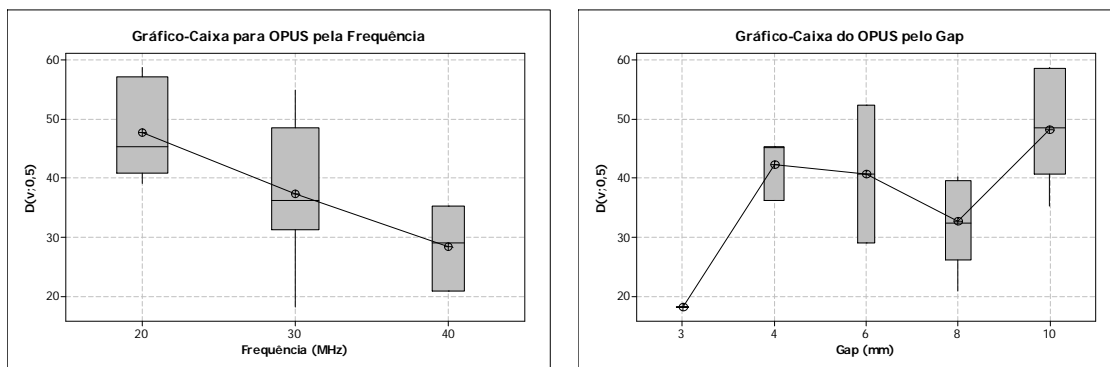 Gráfico-Caixa para OPUS pela Frequência
D(v;0,5)
60
50
40
30
20
20 30 40
Frequência (MHz)
Gráfico-Caixa do OPUS pelo Gap
D(v;0,5)
60
50
40
30
20
3 4 6 8 10
Gap (mm)